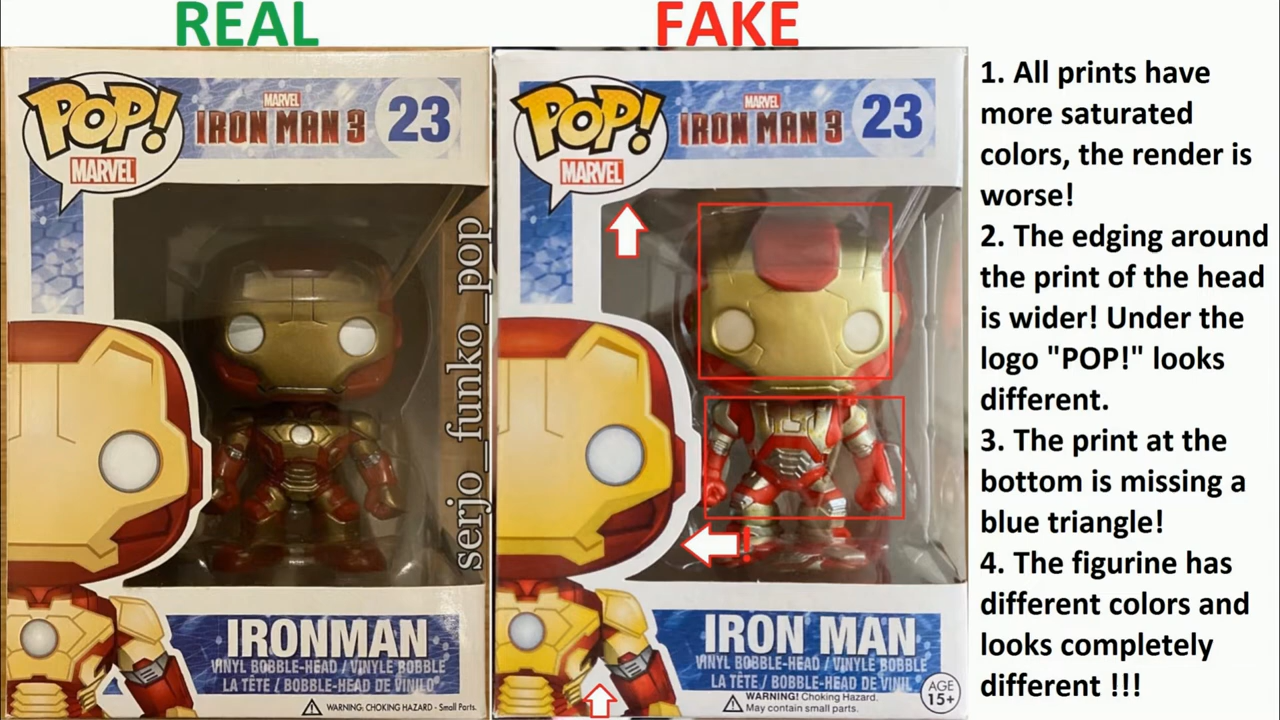 REAL
FAKE
POP!
MARVEL
MARVEL
IRON MAN 3
23
serjo_funko_pop
IRONMAN
VINYL BOBBLE-HEAD / VINYLE BOBBLE
LA TÊTE / BOBBLE-HEAD DE VINILO
WARNING: CHOKING HAZARD - Small Parts.
POP!
MARVEL
MARVEL
IRON MAN 3
23
!
IRON MAN
VINYL BOBBLE-HEAD / VINYLE BOBBLE
LA TÊTE / BOBBLE-HEAD DE VINIL
WARNING! Choking Hazard.
May contain small parts.
AGE
15+
1. All prints have
more saturated
colors, the render is
worse!
2. The edging around
the print of the head
is wider! Under the
logo "POP!" looks
different.
3. The print at the
bottom is missing a
blue triangle!
4. The figurine has
different colors and
looks completely
different !!!